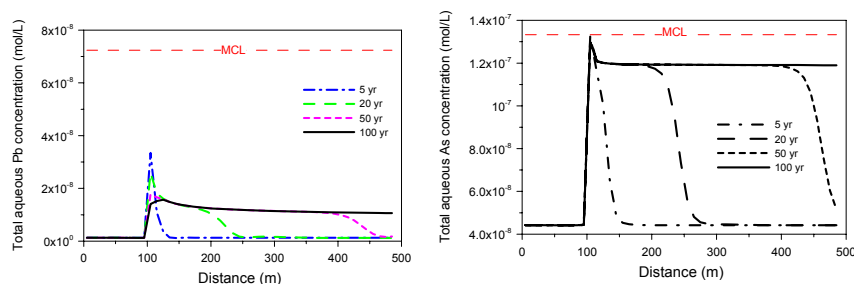 8x10⁻⁸
6x10⁻⁸
4x10⁻⁸
2x10⁻⁸
0x10⁰
Total aqueous Pb concentration (mol/L)
MCL
5 yr
20 yr
50 yr
100 yr
0 100 200 300 400 500
Distance (m)
1.4x10⁻⁷
1.2x10⁻⁷
10⁻⁷
8.0x10⁻⁸
6.0x10⁻⁸
4.0x10⁻⁸
Total aqueous As concentration (mol/L)
MCL
5 yr
20 yr
50 yr
100 yr
0 100 200 300 400 500
Distance (m)